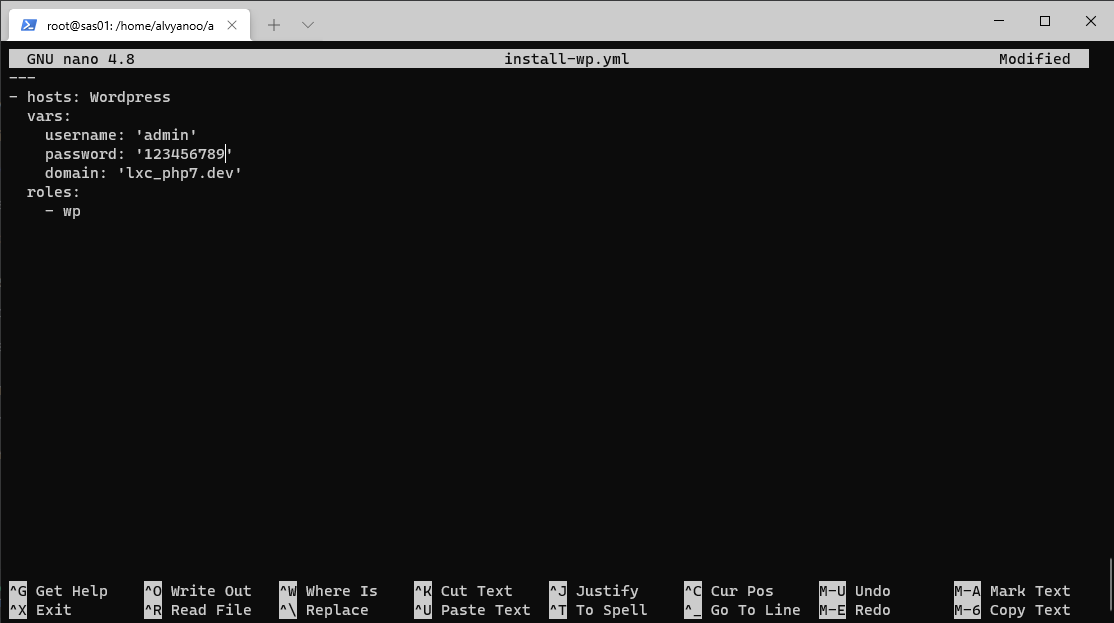 root@sas01: /home/alvyanoo/a
GNU nano 4.8 install-wp.yml Modified
---
- hosts: Wordpress
  vars:
    username: 'admin'
    password: '123456789'
    domain: 'lxc_php7.dev'
  roles:
    - wp
^G Get Help ^O Write Out ^W Where Is ^K Cut Text ^J Justify ^C Cur Pos M-U Undo M-A Mark Text
^X Exit ^R Read File ^\ Replace ^U Paste Text ^T To Spell ^_ Go To Line M-E Redo M-6 Copy Text